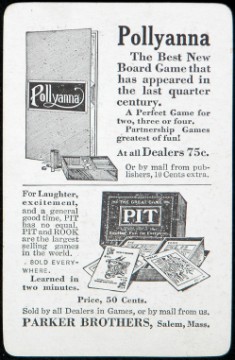 Pollyanna
The Best New
Board Game that
has appeared in
the last quarter
century.
A Perfect Game for
two, three or four.
Partnership Games
greatest of fun!
At all Dealers 75c.
Or by mail from pub-
lishers, 10 Cents extra.
Pollyanna
For Laughter,
excitement,
and a general
good time, PIT
has no equal.
PIT and ROOK,
are the largest
selling games
in the world.
SOLD EVERY-
WHERE.
Learned in
two minutes.
THE GREAT GAME
PIT
Price, 50 Cents.
Sold by all Dealers in Games, or by mail from us.
PARKER BROTHERS, Salem, Mass.